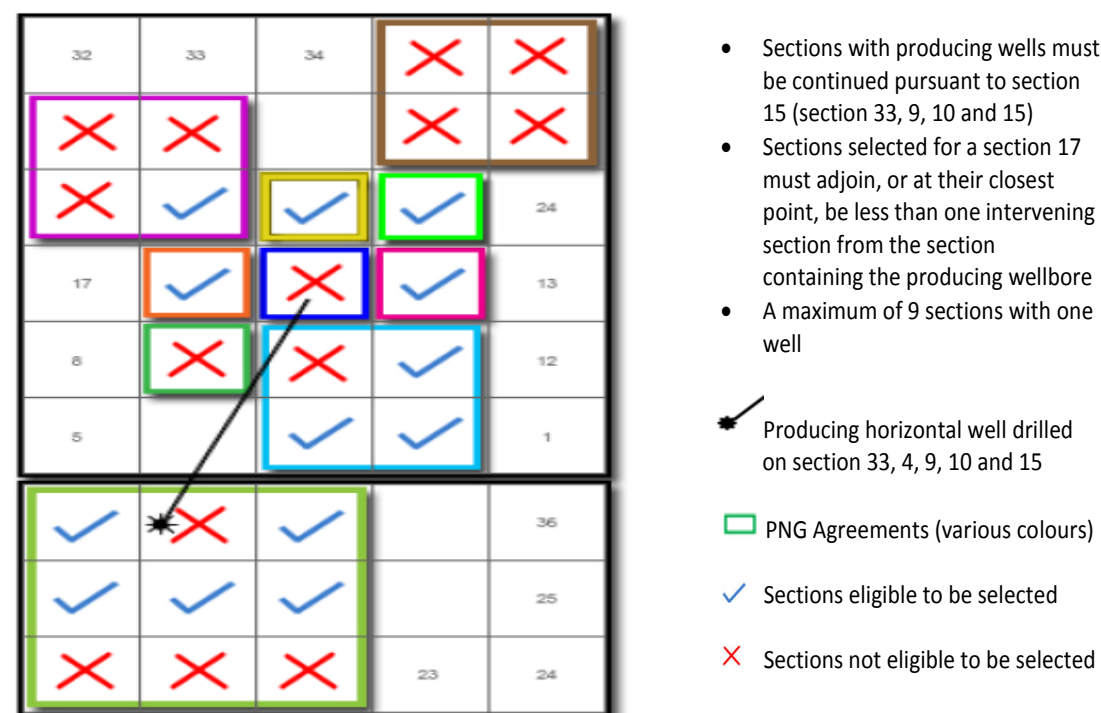 32 33 34
24
17 13
8 12
5 1
36
25
23 24
• Sections with producing wells must
be continued pursuant to section
15 (section 33, 9, 10 and 15)
• Sections selected for a section 17
must adjoin, or at their closest
point, be less than one intervening
section from the section
containing the producing wellbore
• A maximum of 9 sections with one
well
Producing horizontal well drilled
on section 33, 4, 9, 10 and 15
PNG Agreements (various colours)
Sections eligible to be selected
Sections not eligible to be selected